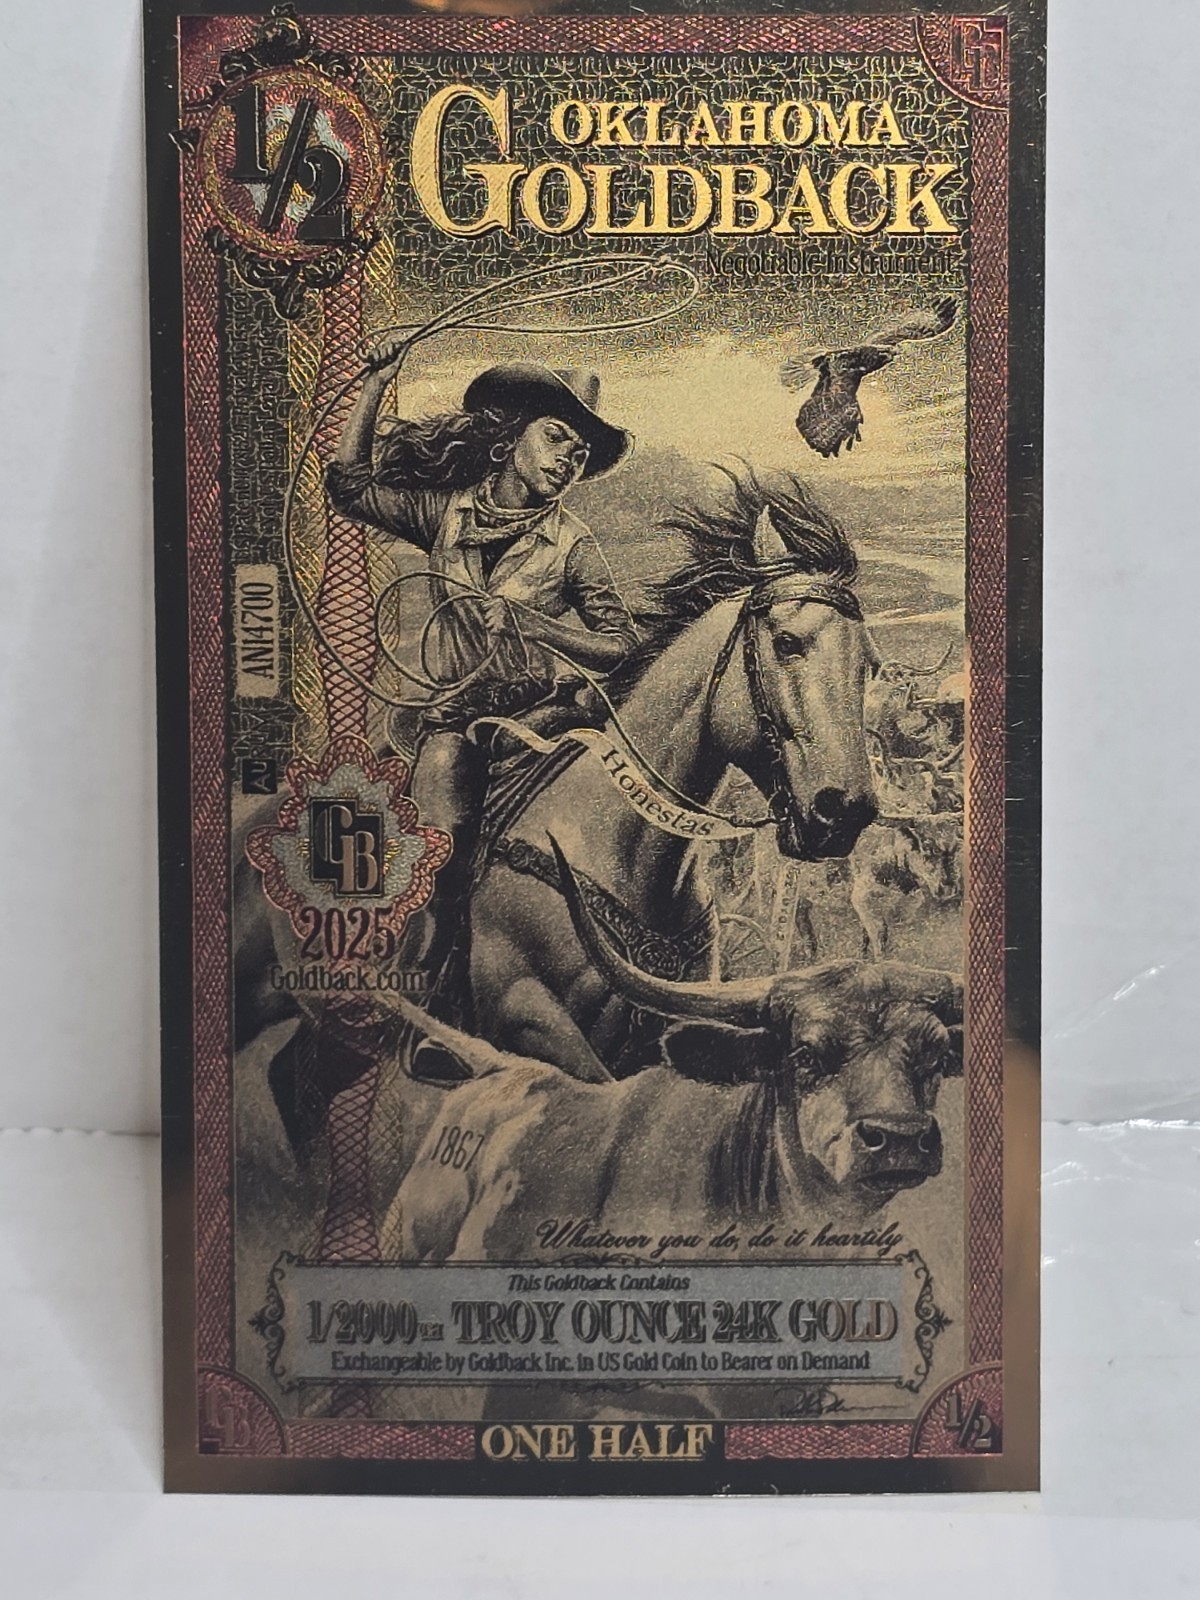 1/2
OKLAHOMA
GOLDBACK
Negotiable Instrument
AN14700
AU
Honestas
GB
2025
Goldback.com
1867
Whatever you do, do it heartily
This Goldback Contains
1/2000TH TROY OUNCE 24K GOLD
Exchangeable by Goldback Inc. in US Gold Coin to Bearer on Demand
GB
ONE HALF
1/2